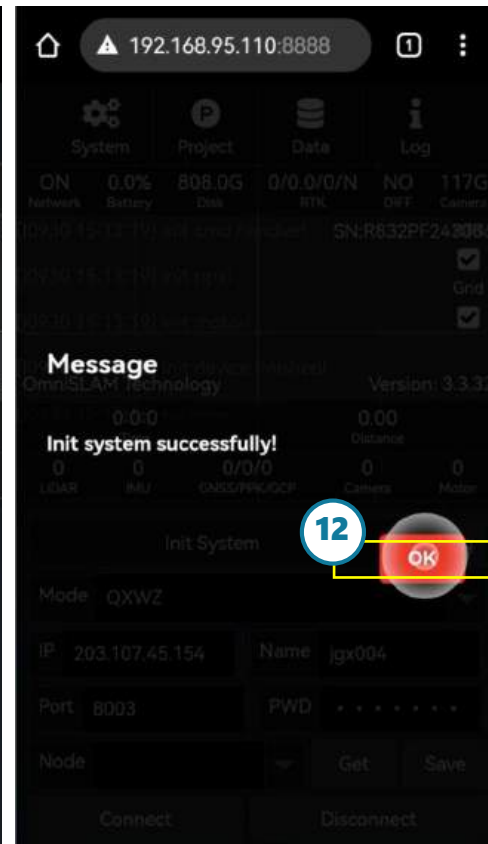 192.168.95.110:8888 1
System Project Data Log
ON 0.0% 808.0G 0/0.0/0/N NO 117G
Network Battery Disk RTK DIFF Camera
Grid
Message
OmniSLAM Technology Version: 3.3.32
0:0:0 0.00
Distance
Init system successfully!
0 0 0/0/0 0 0
LiDAR IMU GNSS/PPK/GCP Camera Motor
Init System
12
OK
Mode QXWZ
IP 203.107.45.154 Name jgx004
Port 8003 PWD • • • • • • •
Node Get Save
Connect Disconnect